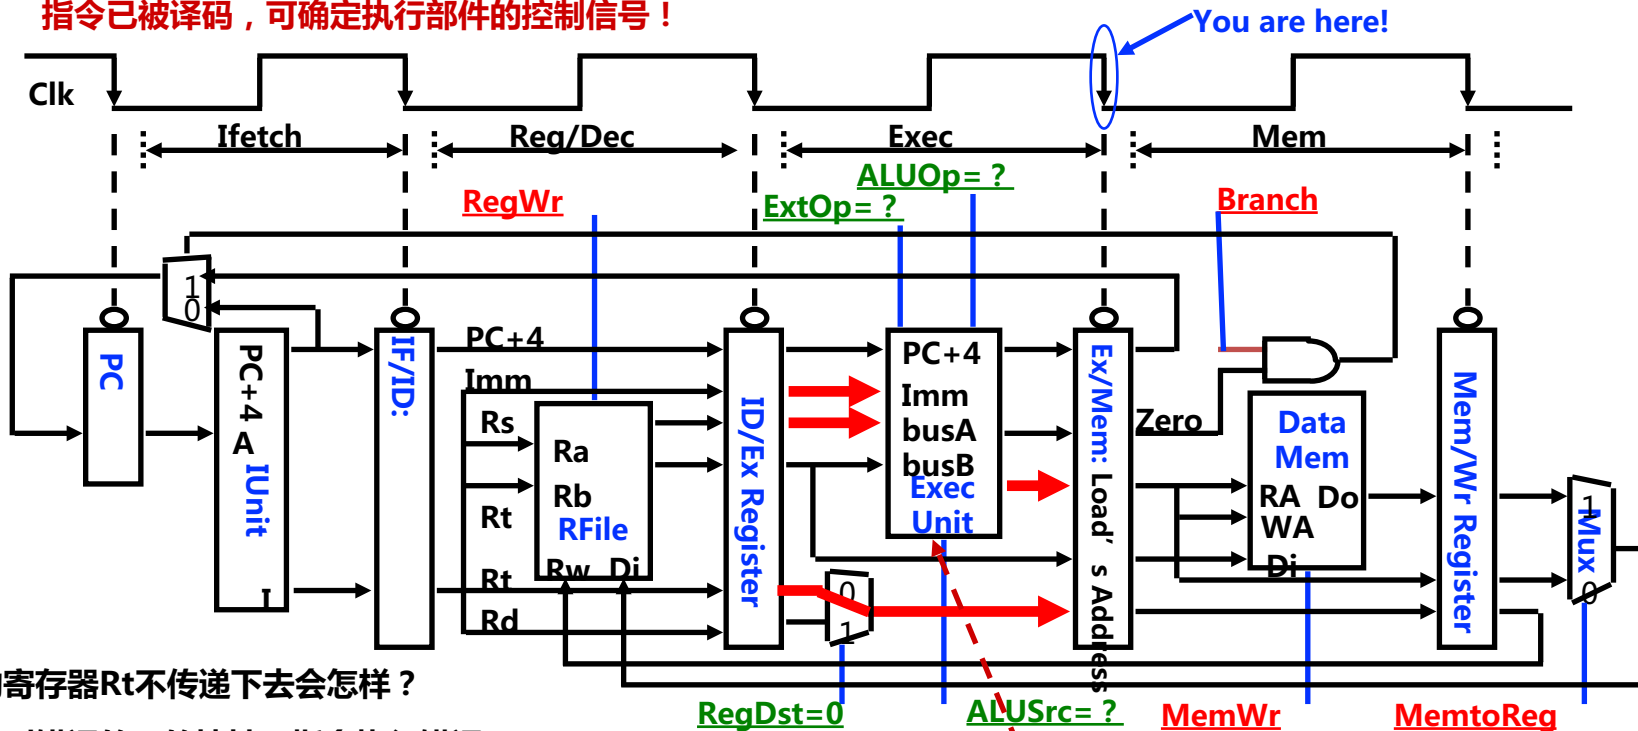 指令已被译码，可确定执行部件的控制信号！
You are here!
Clk
Ifetch
Reg/Dec
Exec
Mem
ALUOp=？
RegWr
ExtOp=？
Branch
1
0
PC
PC+4
A
IUnit
I
IF/ID:
PC+4
Imm
Rs
Rt
Rt
Rd
Ra
Rb
RFile
Rw Di
ID/Ex Register
PC+4
Imm
busA
busB
Exec
Unit
0
1
Ex/Mem: Load's Address
Zero
Data
Mem
RA Do
WA
Di
Mem/Wr Register
1
Mux
0
寄存器Rt不传递下去会怎样？
RegDst=0
ALUSrc=？
MemWr
MemtoReg